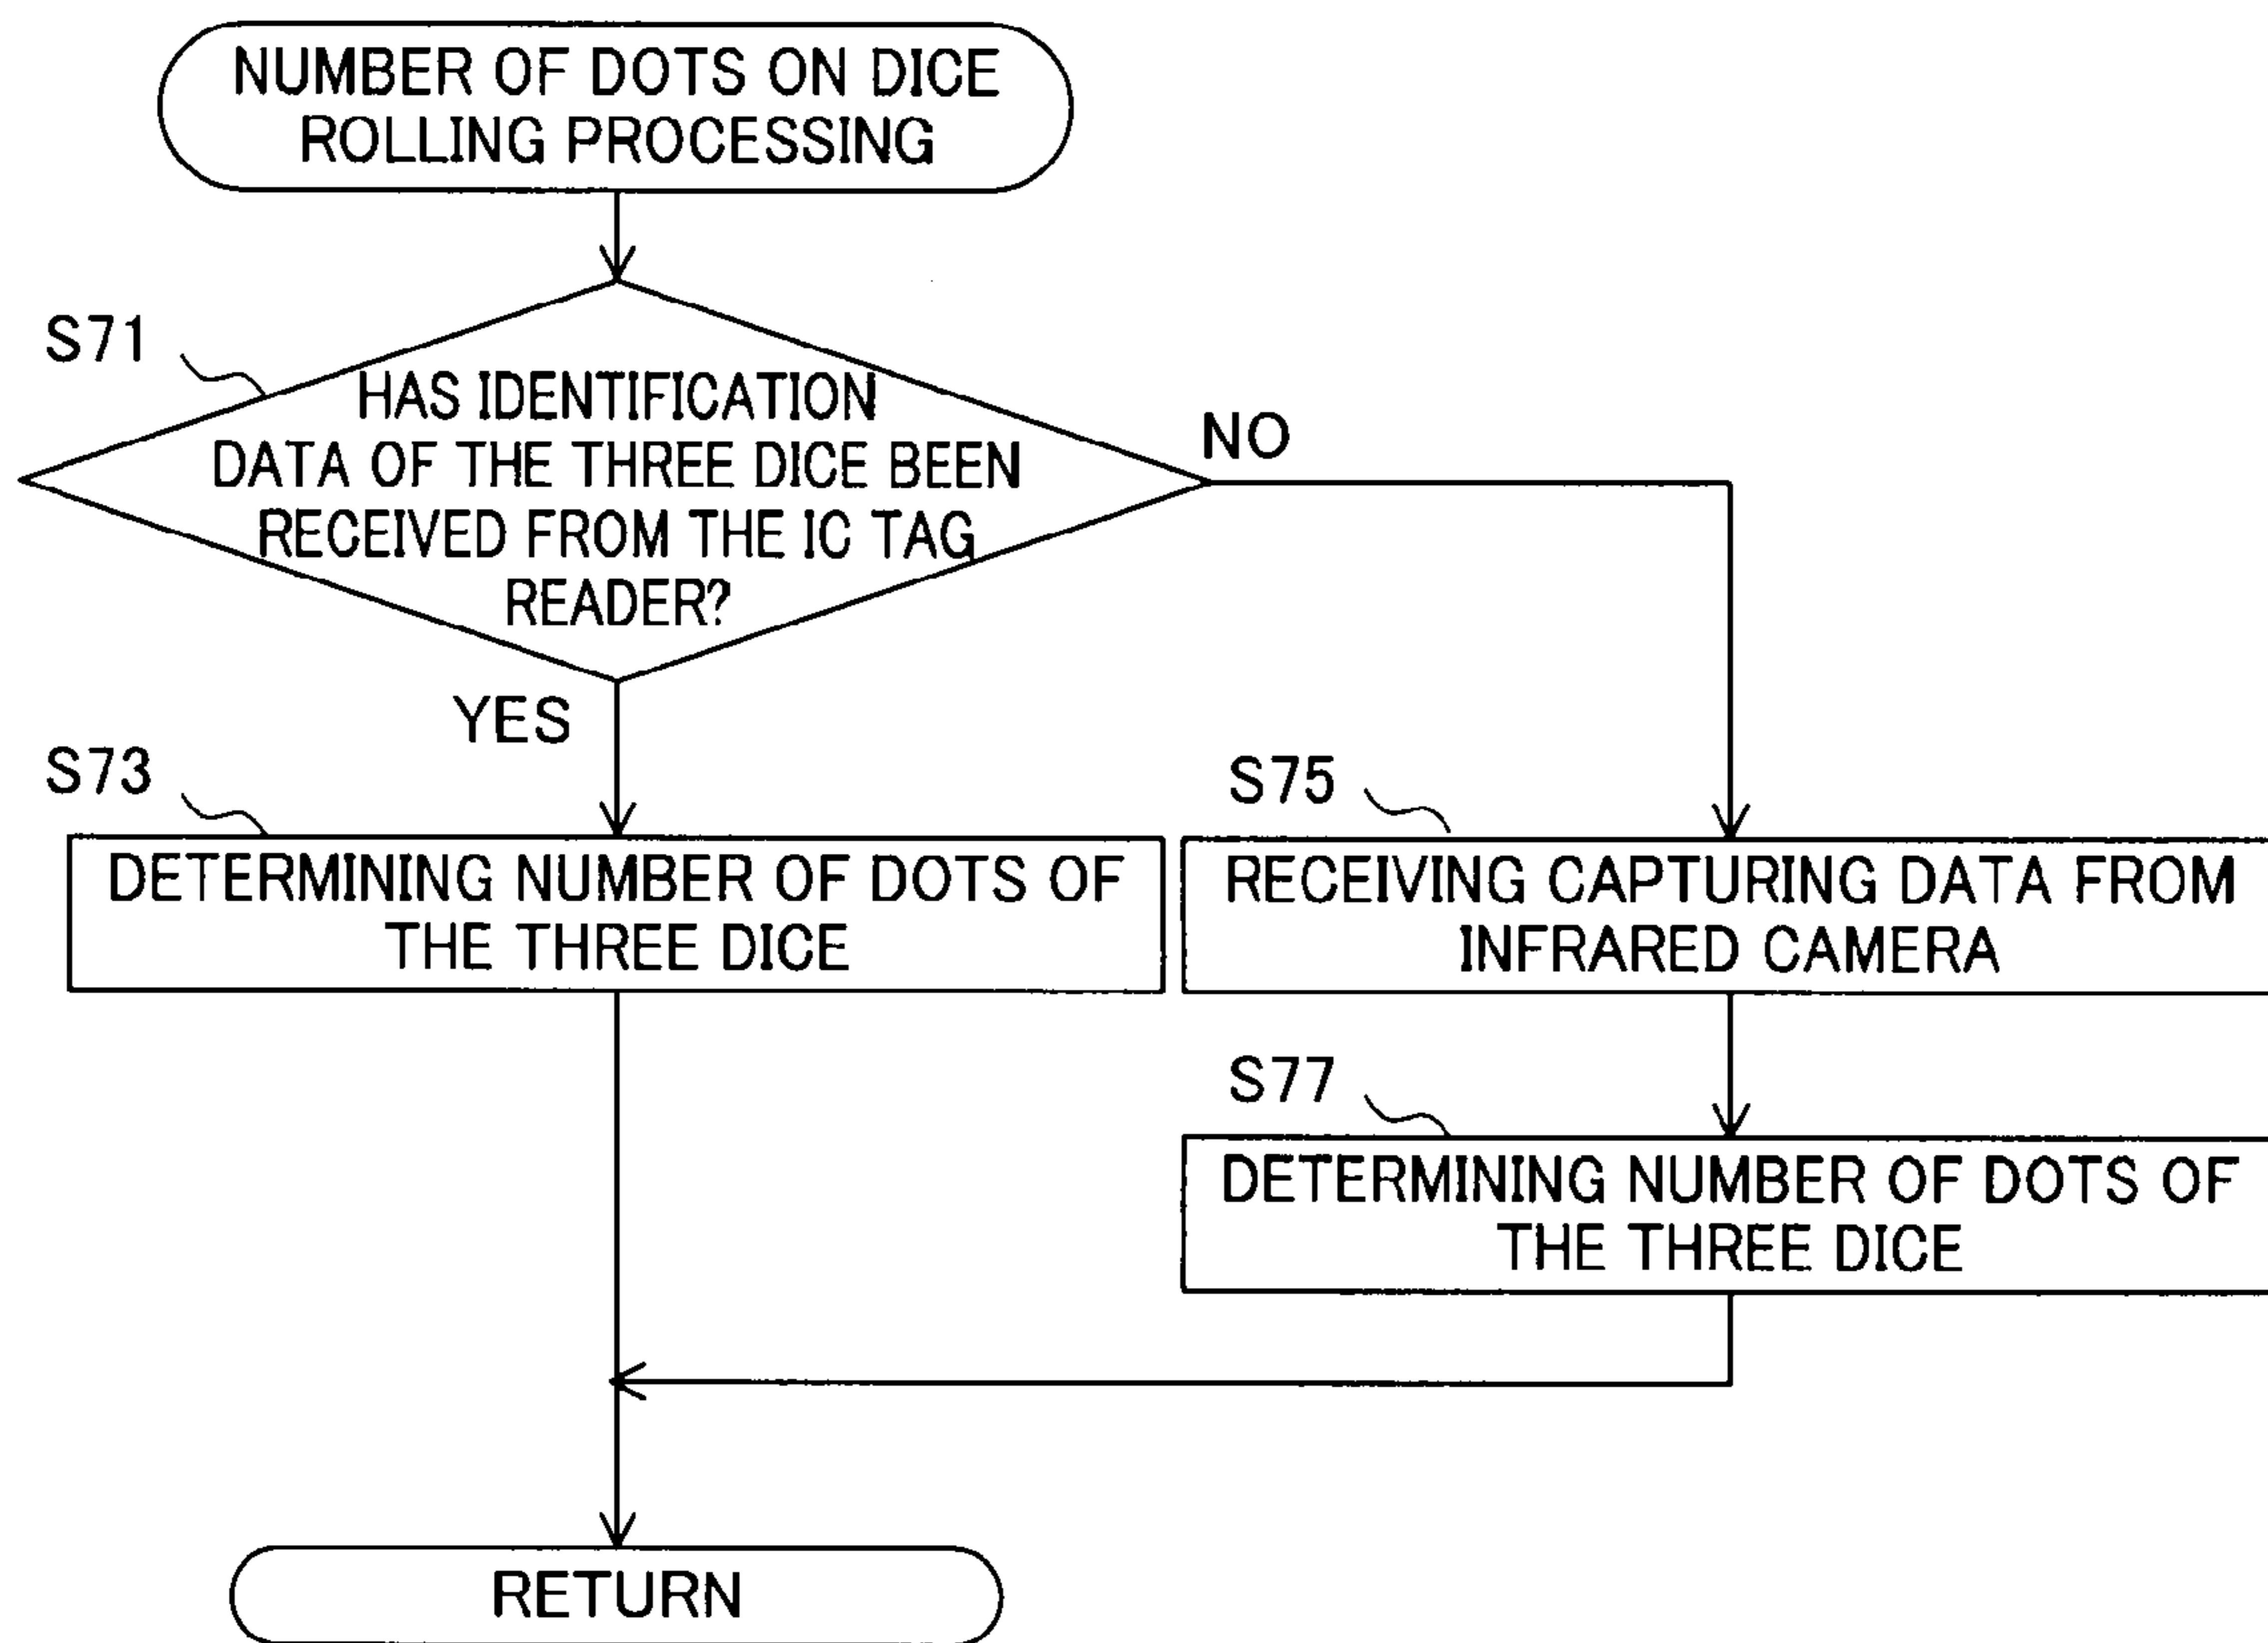 NUMBER OF DOTS ON DICE
ROLLING PROCESSING
S71
HAS IDENTIFICATION
DATA OF THE THREE DICE BEEN
RECEIVED FROM THE IC TAG
READER?
NO
YES
S73
DETERMINING NUMBER OF DOTS OF
THE THREE DICE
S75
RECEIVING CAPTURING DATA FROM
INFRARED CAMERA
S77
DETERMINING NUMBER OF DOTS OF
THE THREE DICE
RETURN